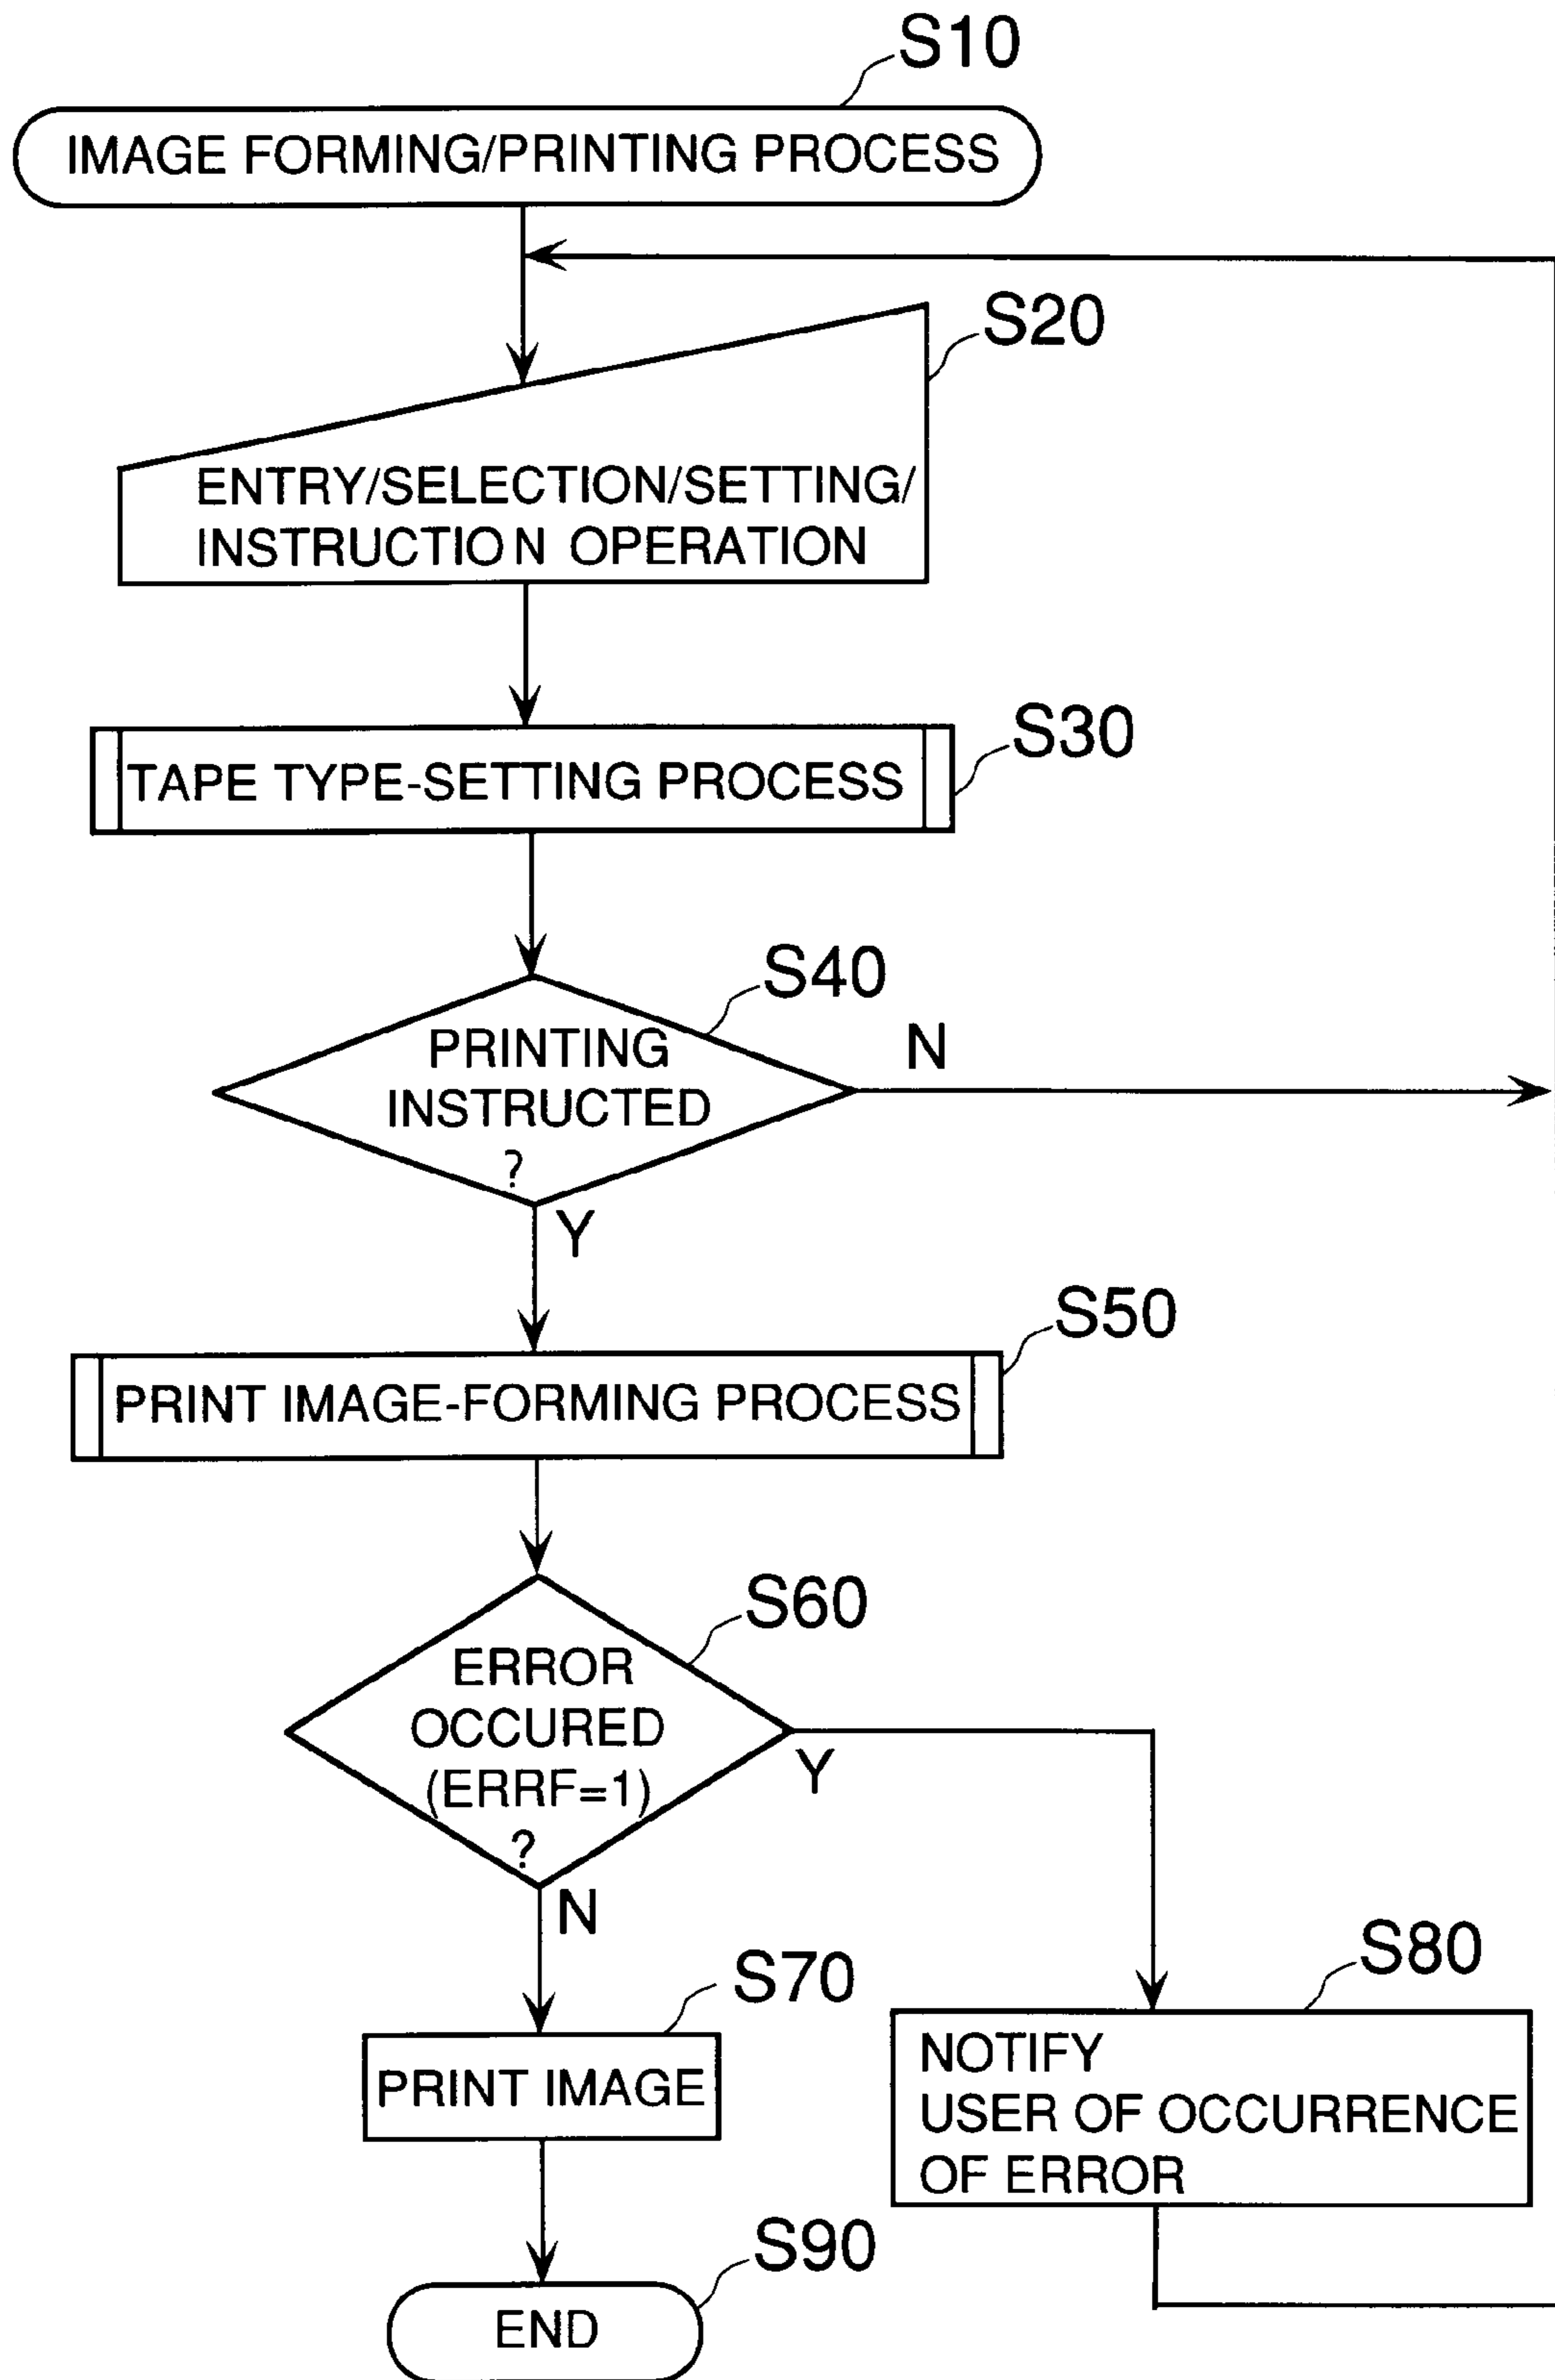 S10
IMAGE FORMING/PRINTING PROCESS
S20
ENTRY/SELECTION/SETTING/
INSTRUCTION OPERATION
S30
TAPE TYPE-SETTING PROCESS
S40
PRINTING
INSTRUCTED
?
N
Y
S50
PRINT IMAGE-FORMING PROCESS
S60
ERROR
OCCURED
(ERRF=1)
?
Y
N
S70
PRINT IMAGE
S80
NOTIFY
USER OF OCCURRENCE
OF ERROR
S90
END